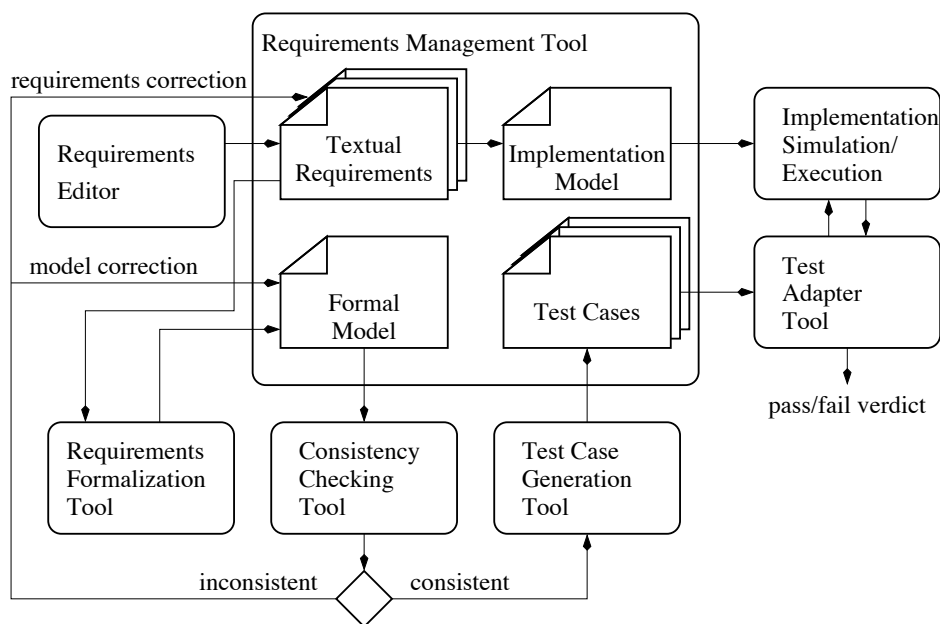 Requirements Management Tool
requirements correction
Requirements
Editor
Textual
Requirements
Implementation
Model
Implementation
Simulation/
Execution
model correction
Formal
Model
Test Cases
Test
Adapter
Tool
pass/fail verdict
Requirements
Formalization
Tool
Consistency
Checking
Tool
Test Case
Generation
Tool
inconsistent
consistent